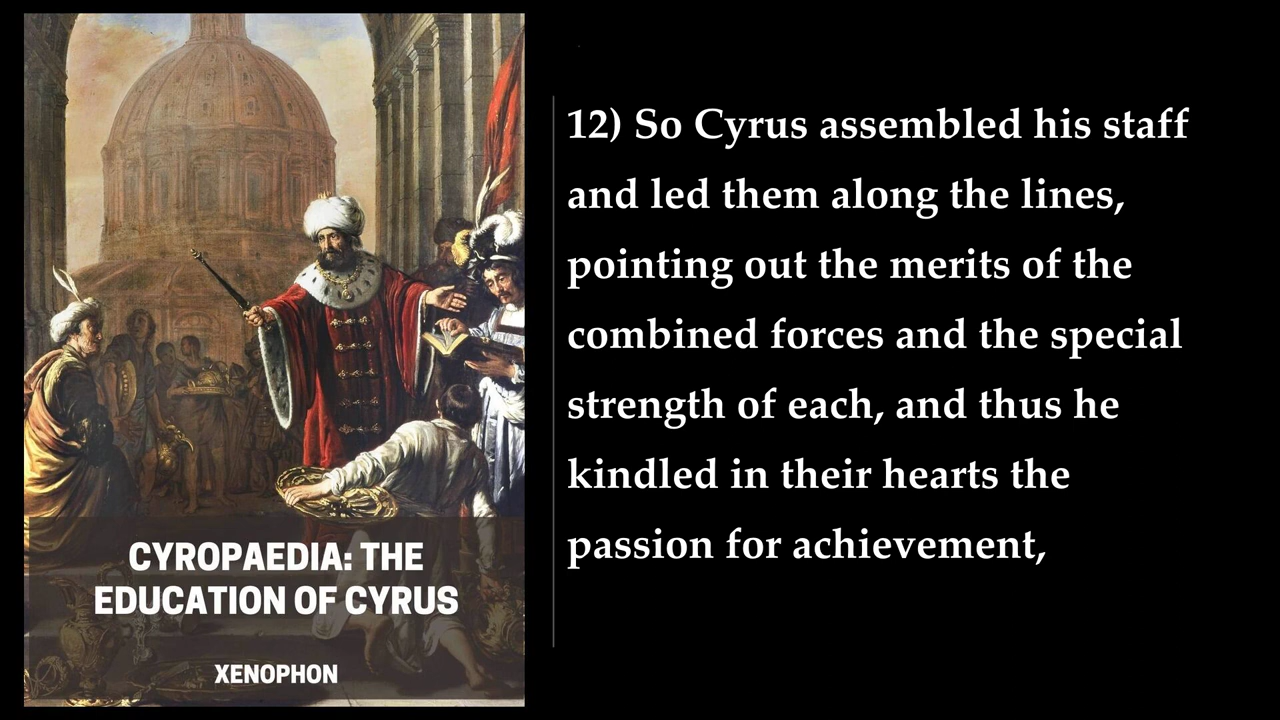 CYROPAEDIA: THE
EDUCATION OF CYRUS
XENOPHON
12) So Cyrus assembled his staff
and led them along the lines,
pointing out the merits of the
combined forces and the special
strength of each, and thus he
kindled in their hearts the
passion for achievement,